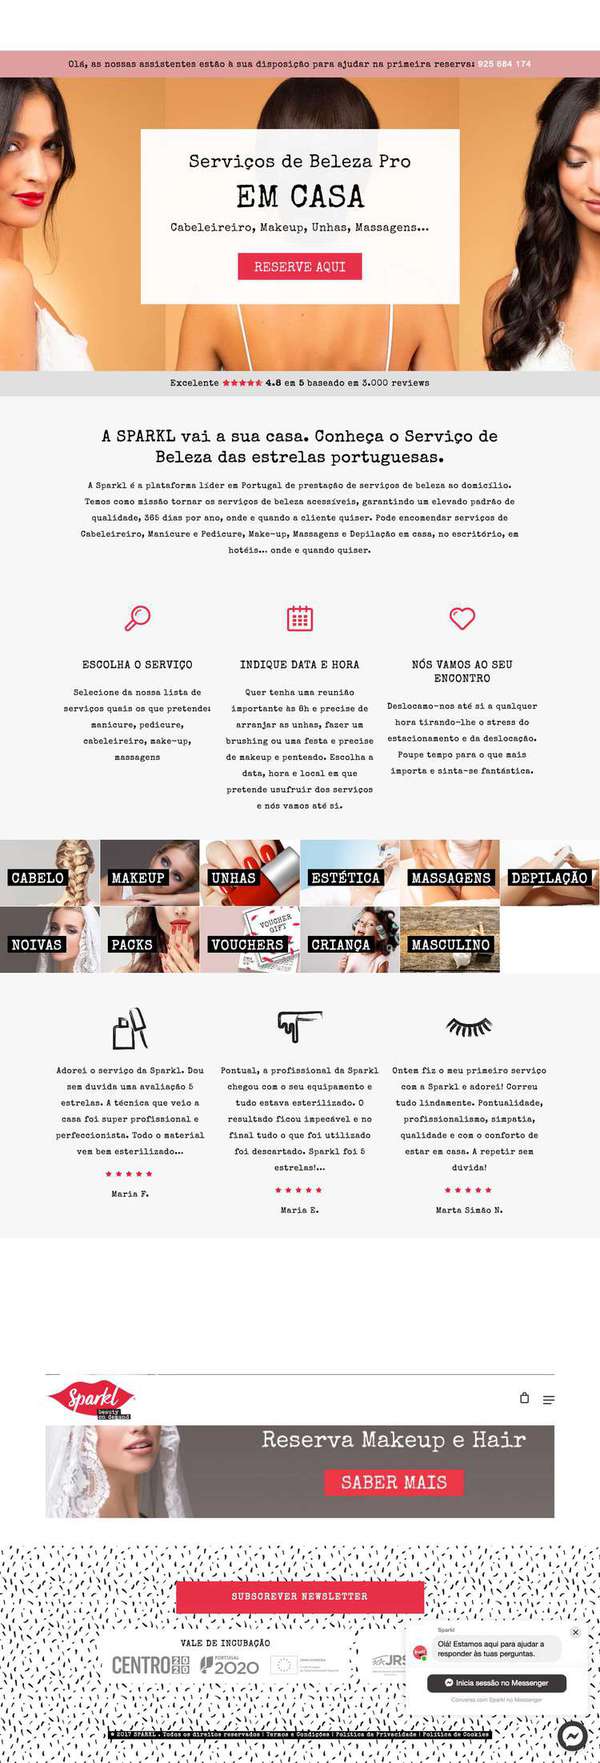 Olá, as nossas assistentes estão à sua disposição para ajudar na primeira reserva: 925 684 174
Serviços de Beleza Pro
EM CASA
Cabeleireiro, Makeup, Unhas, Massagens...
RESERVE AQUI
Excelente ★★★★★ 4.8 em 5 baseado em 3.000 reviews
A SPARKL vai a sua casa. Conheça o Serviço de
Beleza das estrelas portuguesas.
A Sparkl é a plataforma líder em Portugal de prestação de serviços de beleza ao domicílio.
Temos como missão tornar os serviços de beleza acessíveis, garantindo um elevado padrão de
qualidade, 365 dias por ano, onde e quando a cliente quiser. Pode encomendar serviços de
Cabeleireiro, Manicure e Pedicure, Make-up, Massagens e Depilação em casa, no escritório, em
hotéis... onde e quando quiser.
ESCOLHA O SERVIÇO
Selecione da nossa lista de
serviços quais os que pretende:
manicure, pedicure,
cabeleireiro, make-up,
massagens
INDIQUE DATA E HORA
Quer tenha uma reunião
importante às 8h e precise de
arranjar as unhas, fazer um
brushing ou uma festa e precise
de makeup e penteado. Escolha a
data, hora e local em que
pretende usufruir dos serviços
e nós vamos até si.
NÓS VAMOS AO SEU
ENCONTRO
Deslocamo-nos até si a qualquer
hora tirando-lhe o stress do
estacionamento e da deslocação.
Poupe tempo para o que mais
importa e sinta-se fantástica.
CABELO
MAKEUP
UNHAS
ESTÉTICA
MASSAGENS
DEPILAÇÃO
NOIVAS
PACKS
VOUCHER
GIFT
VOUCHERS
CRIANÇA
MASCULINO
Adorei o serviço da Sparkl. Dou
sem duvida uma avaliação 5
estrelas. A técnica que veio a
casa foi super profissional e
perfeccionista. Todo o material
vem bem esterilizado...
Maria F.
Pontual, a profissional da Sparkl
chegou com o seu equipamento e
tudo estava esterilizado. O
resultado ficou impecável e no
final tudo o que foi utilizado
foi descartado. Sparkl foi 5
estrelas!...
Maria E.
Ontem fiz o meu primeiro serviço
com a Sparkl e adorei! Correu
tudo lindamente. Pontualidade,
profissionalismo, simpatia,
qualidade e com o conforto de
estar em casa. A repetir sem
dúvida!
Marta Simão N.
Sparkl
beauty
on demand
Reserva Makeup e Hair
SABER MAIS
SUBSCREVER NEWSLETTER
VALE DE INCUBAÇÃO
CENTRO 2020
PORTUGAL
2020
JRS
Sparkl
Olá! Estamos aqui para ajudar a
responder às tuas perguntas.
Inicia sessão no Messenger
Conversa com Sparkl no Messenger
© 2017 SPARKL . Todos os direitos reservados | Termos e Condições | Política da Privacidade | Política de Cookies